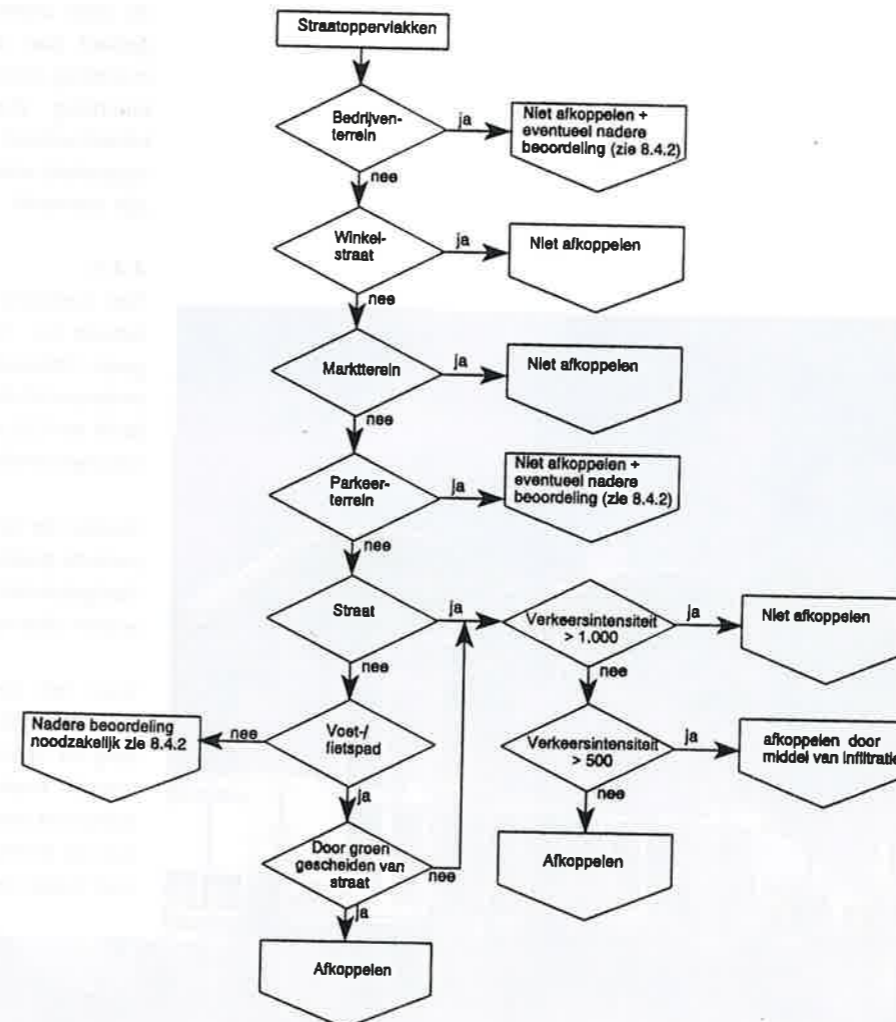 Straatoppervlakken
Bedrijven-
terrein
ja
Niet afkoppelen +
eventueel nadere
beoordeling (zie 8.4.2)
nee
Winkel-
straat
ja
Niet afkoppelen
nee
Marktterein
ja
Niet afkoppelen
nee
Parkeer-
terrein
ja
Niet afkoppelen +
eventueel nadere
beoordeling (zie 8.4.2)
nee
Straat
ja
Verkeersintensiteit
> 1.000
ja
Niet afkoppelen
nee
nee
Voet-/
fietspad
nee
Nadere beoordeling
noodzakelijk zie 8.4.2
Verkeersintensiteit
> 500
ja
afkoppelen door
middel van infiltratie
ja
nee
Door groen
gescheiden van
straat
nee
Afkoppelen
ja
Afkoppelen